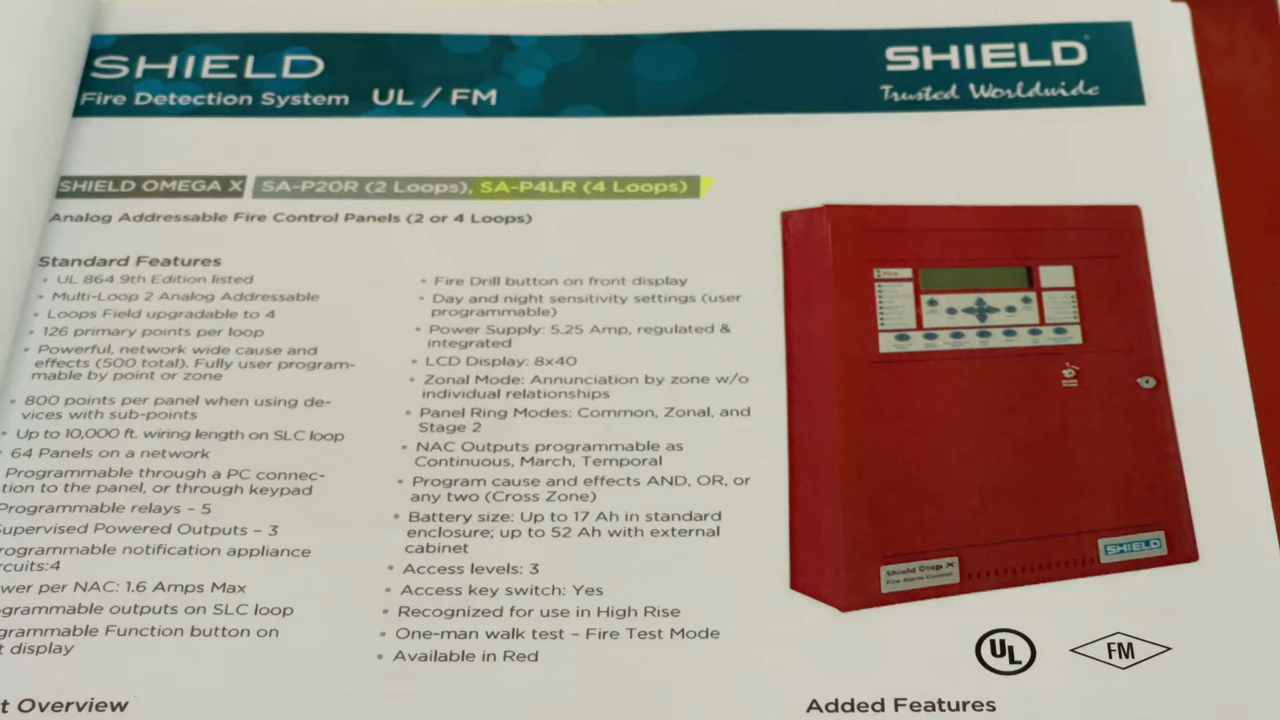 SHIELD
Fire Detection System UL / FM
SHIELD
Trusted Worldwide
SHIELD OMEGA X SA-P20R (2 Loops), SA-P4LR (4 Loops)
Analog Addressable Fire Control Panels (2 or 4 Loops)
Standard Features
• UL 864 9th Edition listed
• Multi-Loop 2 Analog Addressable
• Loops Field upgradable to 4
• 126 primary points per loop
• Powerful, network wide cause and
effects (500 total). Fully user program-
mable by point or zone
• 800 points per panel when using de-
vices with sub-points
• Up to 10,000 ft. wiring length on SLC loop
• 64 Panels on a network
Programmable through a PC connec-
tion to the panel, or through keypad
Programmable relays – 5
Supervised Powered Outputs – 3
rogrammable notification appliance
rcuits:4
wer per NAC: 1.6 Amps Max
ogrammable outputs on SLC loop
grammable Function button on
t display
• Fire Drill button on front display
• Day and night sensitivity settings (user
programmable)
• Power Supply: 5.25 Amp, regulated &
integrated
• LCD Display: 8x40
• Zonal Mode: Annunciation by zone w/o
individual relationships
• Panel Ring Modes: Common, Zonal, and
Stage 2
• NAC Outputs programmable as
Continuous, March, Temporal
• Program cause and effects AND, OR, or
any two (Cross Zone)
• Battery size: Up to 17 Ah in standard
enclosure; up to 52 Ah with external
cabinet
• Access levels: 3
• Access key switch: Yes
• Recognized for use in High Rise
• One-man walk test – Fire Test Mode
• Available in Red
Fire
Shield Omega X
Fire Alarm Control
SHIELD
UL
FM
t Overview
Added Features